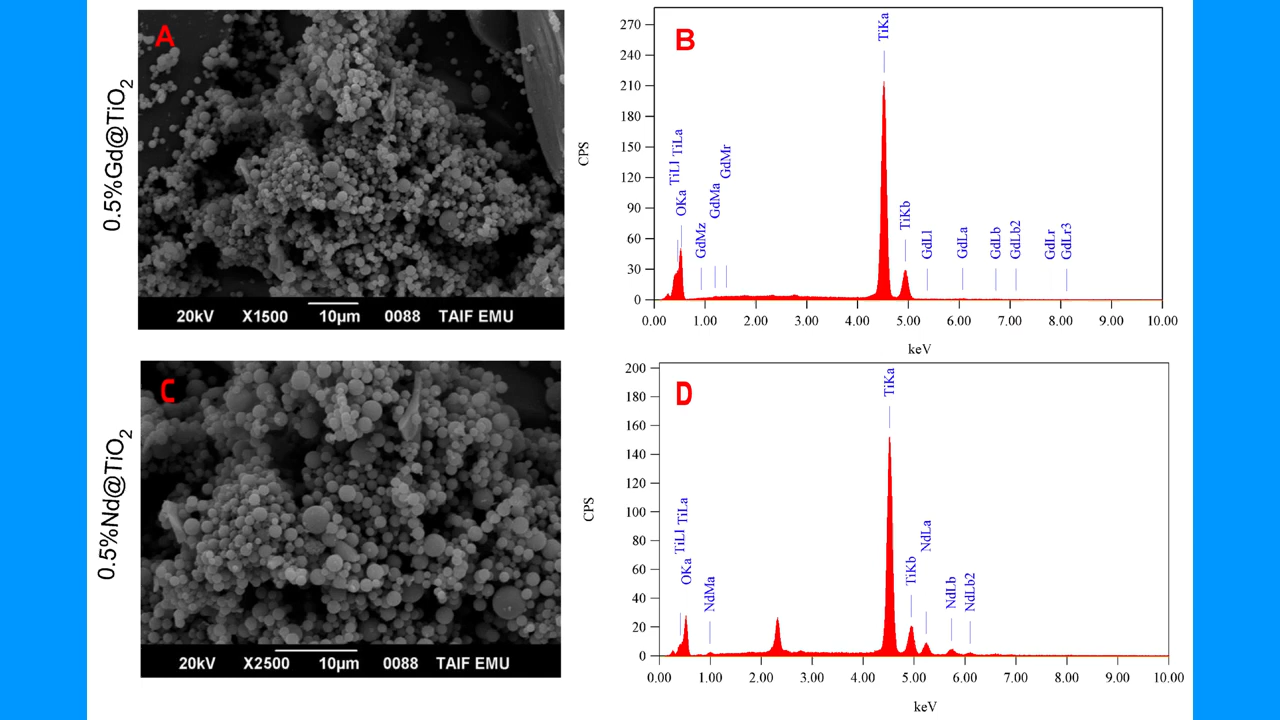 A
0.5%Gd@TiO2
20kV X1500 10µm 0088 TAIF EMU
B
CPS
270
240
210
180
150
120
90
60
30
0
TiLl TiLa
OKa
GdMz
GdMa
GdMr
TiKa
TiKb
GdLl
GdLa
GdLb
GdLb2
GdLr
GdLr3
0.00 1.00 2.00 3.00 4.00 5.00 6.00 7.00 8.00 9.00 10.00
keV
C
0.5%Nd@TiO2
20kV X2500 10µm 0088 TAIF EMU
D
CPS
200
180
160
140
120
100
80
60
40
20
0
TiLl TiLa
OKa
NdMa
TiKa
TiKb
NdLa
NdLb
NdLb2
0.00 1.00 2.00 3.00 4.00 5.00 6.00 7.00 8.00 9.00 10.00
keV